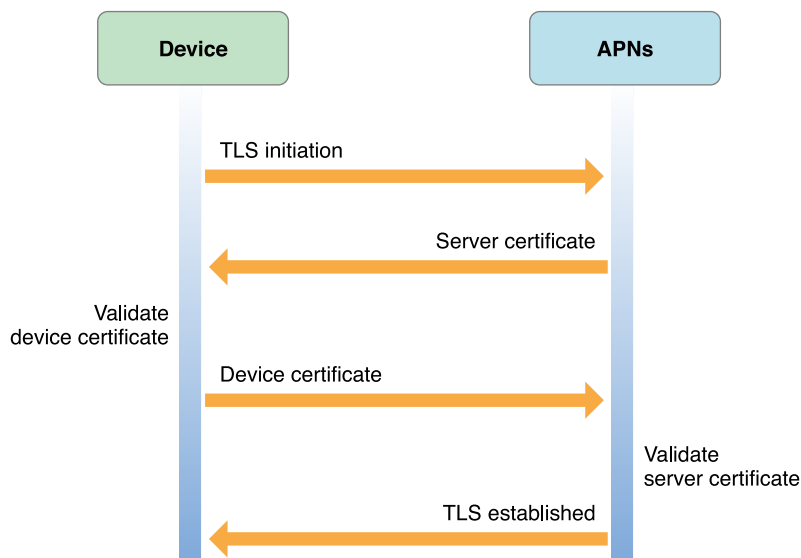 Device
APNs
TLS initiation
Server certificate
Validate
device certificate
Device certificate
Validate
server certificate
TLS established